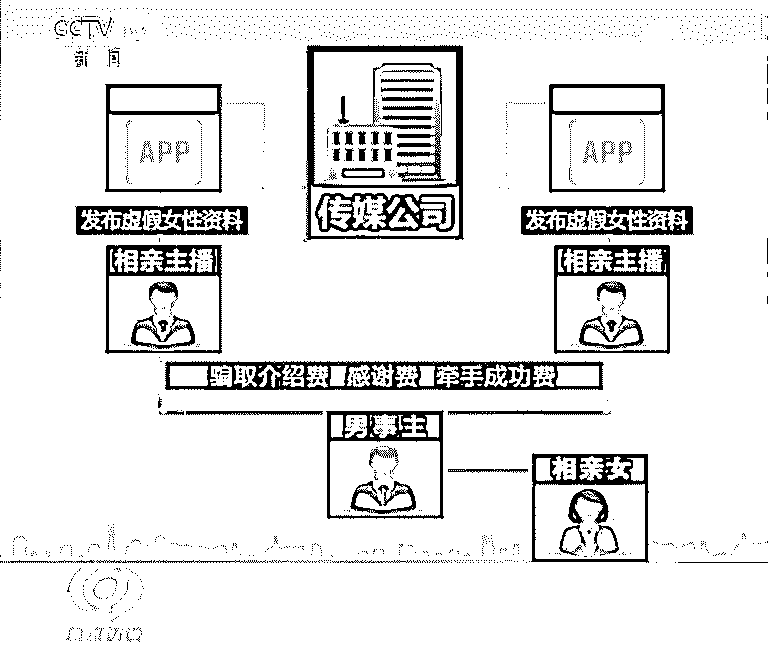 CCTV
新闻
APP
APP
传媒公司
发布虚假女性资料
发布虚假女性资料
相亲主播
相亲主播
骗取介绍费 感谢费 牵手成功费
男事主
相亲女